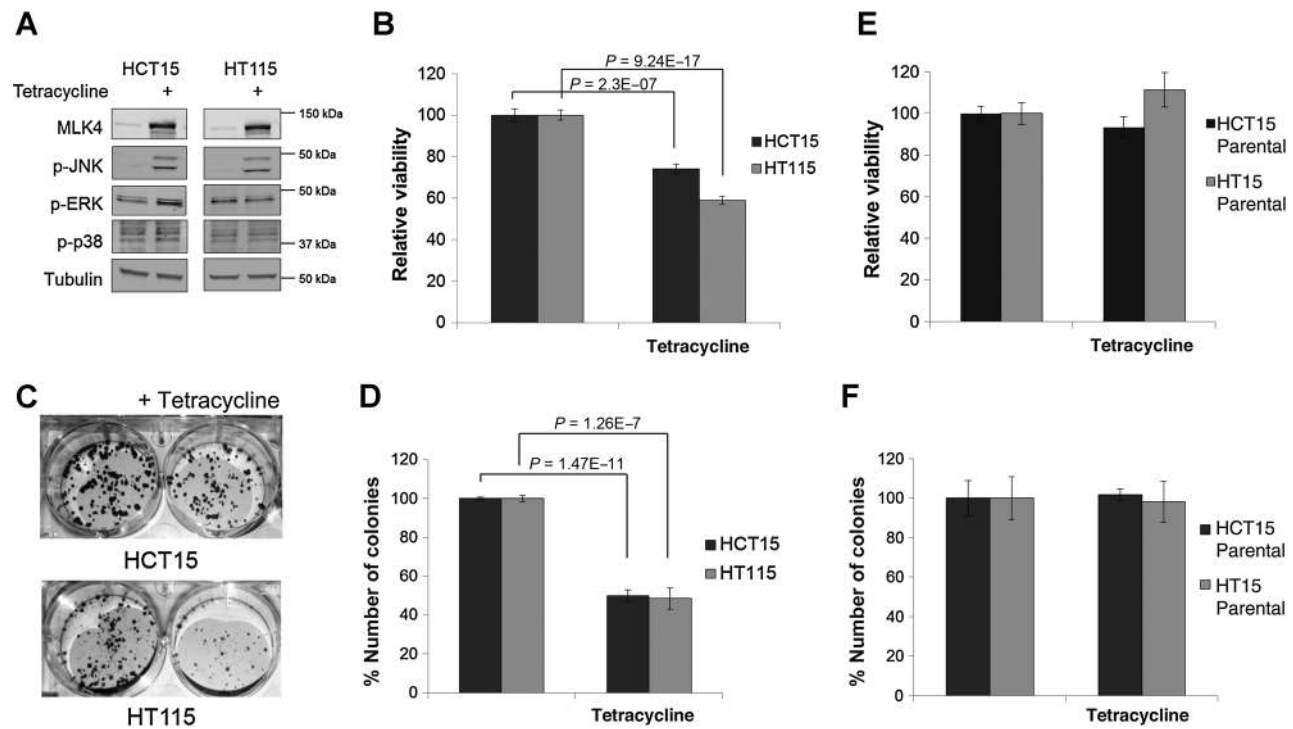 A
HCT15 HT115
Tetracycline + +
MLK4
150 kDa
p-JNK
50 kDa
p-ERK
50 kDa
p-p38
37 kDa
Tubulin
50 kDa
B
P = 9.24E–17
P = 2.3E–07
Relative viability
120
100
80
60
40
20
0
HCT15
HT115
Tetracycline
E
Relative viability
120
100
80
60
40
20
0
HCT15
Parental
HT15
Parental
Tetracycline
C
+ Tetracycline
HCT15
HT115
D
P = 1.26E–7
P = 1.47E–11
% Number of colonies
120
100
80
60
40
20
0
HCT15
HT115
Tetracycline
F
% Number of colonies
120
100
80
60
40
20
0
HCT15
Parental
HT15
Parental
Tetracycline